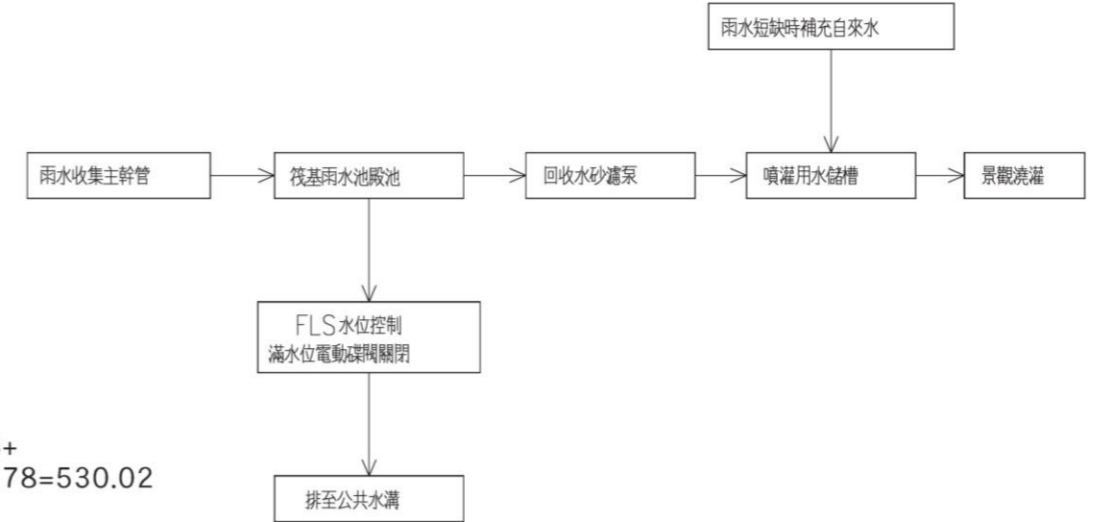 雨水短缺時補充自來水
雨水收集主幹管
筏基雨水池殿池
回收水砂濾泵
噴灌用水儲槽
景觀澆灌
FLS水位控制
滿水位電動碟閥關閉
+
78=530.02
排至公共水溝